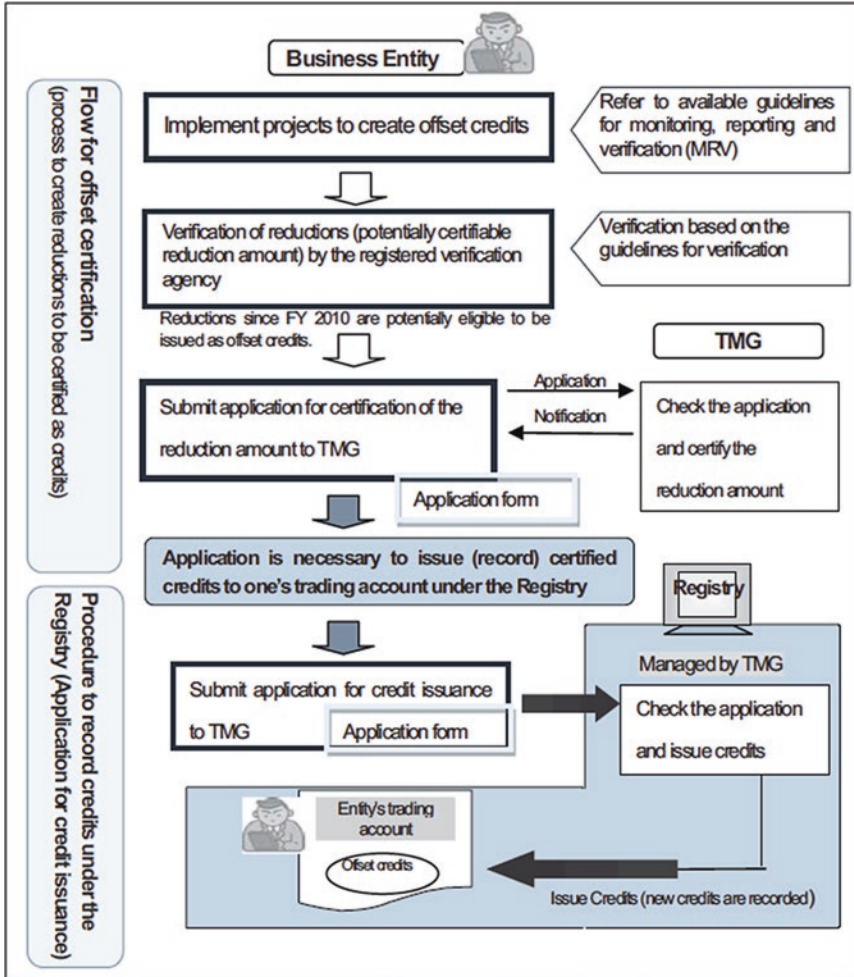 Business Entity
Flow for offset certification
(process to create reductions to be certified as credits)
Implement projects to create offset credits
Refer to available guidelines
for monitoring, reporting and
verification (MRV)
Verification of reductions (potentially certifiable
reduction amount) by the registered verification
agency
Verification based on the
guidelines for verification
Reductions since FY 2010 are potentially eligible to be
issued as offset credits.
TMG
Submit application for certification of the
reduction amount to TMG
Application form
Application
Notification
Check the application
and certify the
reduction amount
Application is necessary to issue (record) certified
credits to one's trading account under the Registry
Procedure to record credits under the
Registry (Application for credit issuance)
Registry
Managed by TMG
Submit application for credit issuance
to TMG
Application form
Check the application
and issue credits
Entity's trading
account
Offset credits
Issue Credits (new credits are recorded)